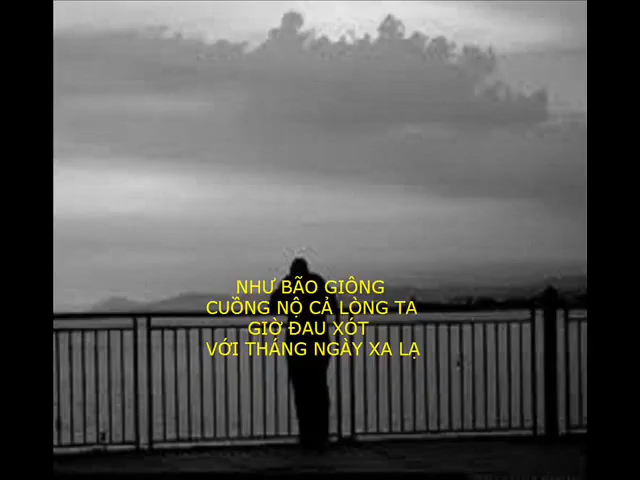 NHƯ BÃO GIÔNG
CUỒNG NỘ CẢ LÒNG TA
GIỜ ĐAU XÓT
VỚI THÁNG NGÀY XA LẠ